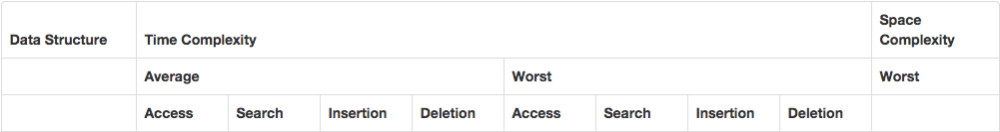 Data Structure Time Complexity Space Complexity
Average Worst Worst
Access Search Insertion Deletion Access Search Insertion Deletion